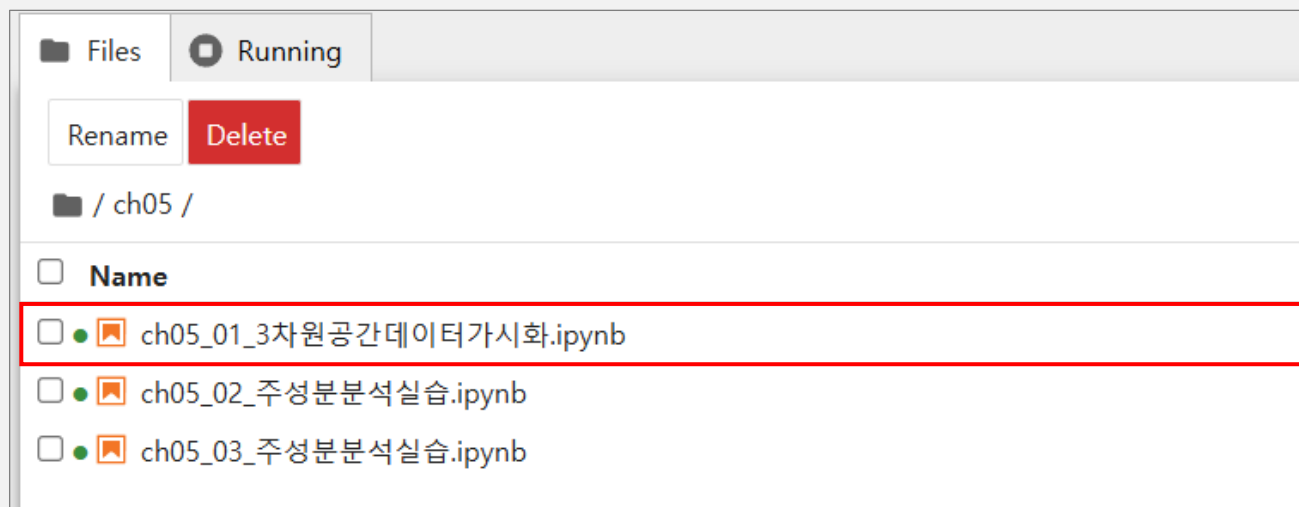 Files Running
Rename Delete
/ ch05 /
Name
ch05_01_3차원공간데이터가시화.ipynb
ch05_02_주성분분석실습.ipynb
ch05_03_주성분분석실습.ipynb